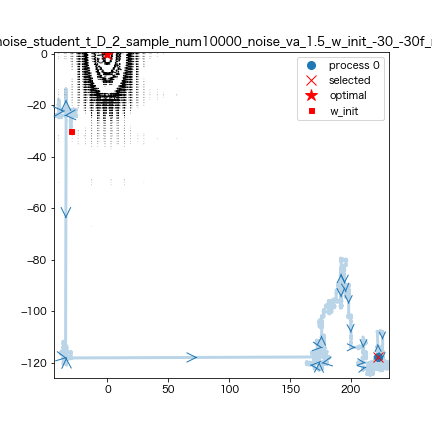 noise_student_t_D_2_sample_num10000_noise_va_1.5_w_init_-30_-30f_
process 0
selected
optimal
w_init
0
−20
−40
−60
−80
−100
−120
0 50 100 150 200